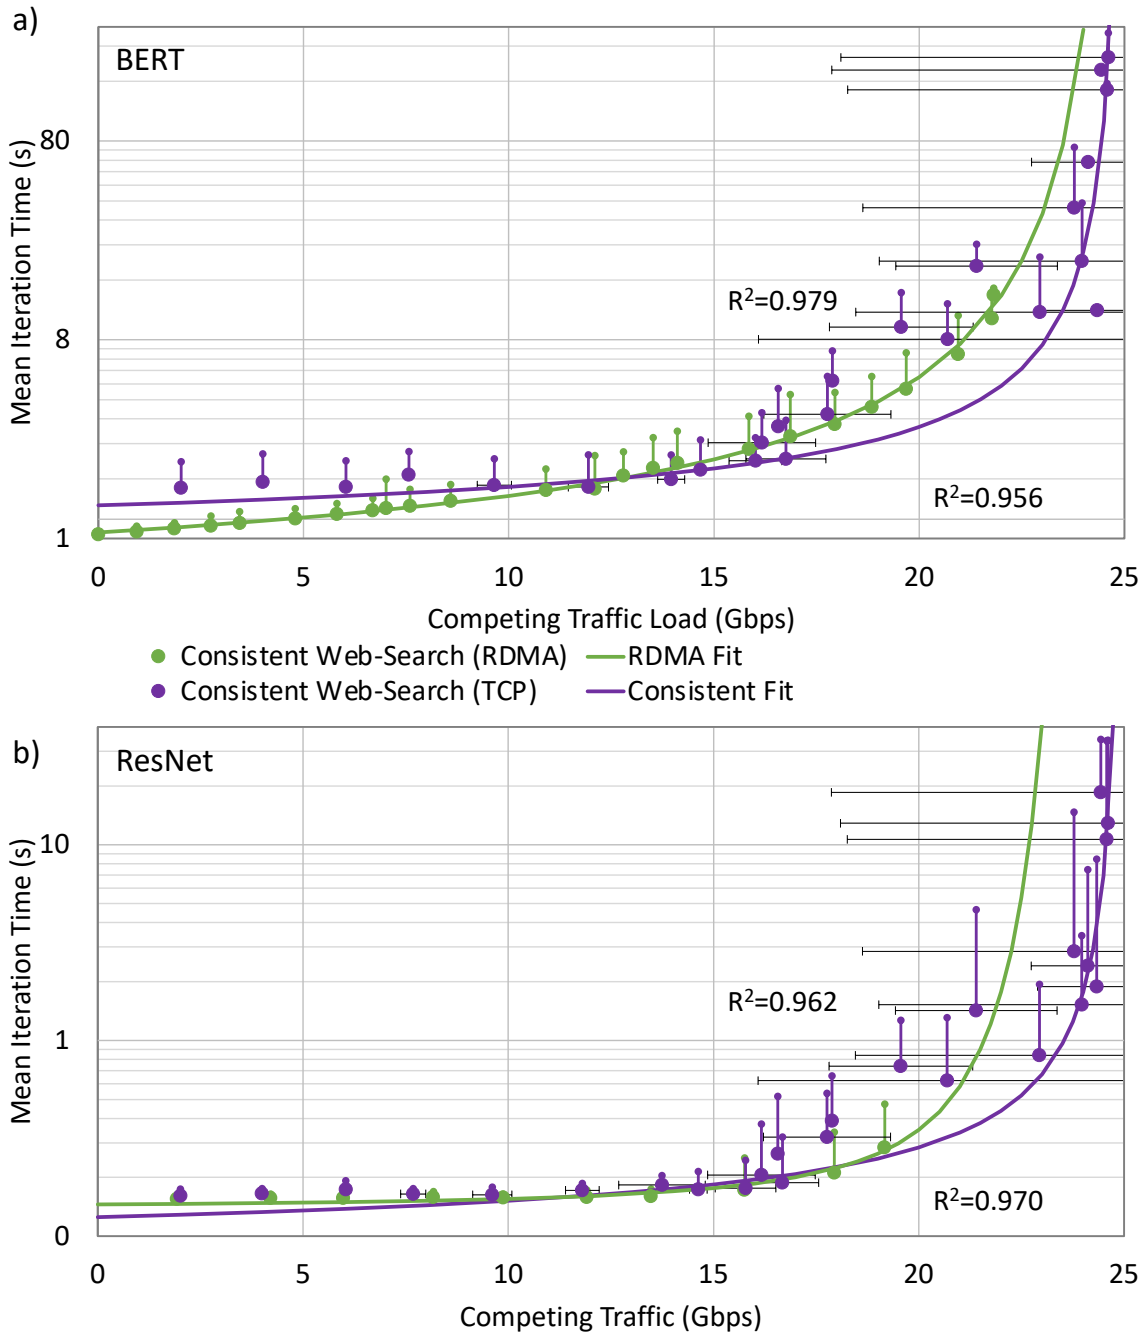 a)
BERT
Mean Iteration Time (s)
80
8
1
R²=0.979
R²=0.956
0 5 10 15 20 25
Competing Traffic Load (Gbps)
Consistent Web-Search (RDMA) RDMA Fit
Consistent Web-Search (TCP) Consistent Fit
b)
ResNet
Mean Iteration Time (s)
10
1
0
R²=0.962
R²=0.970
0 5 10 15 20 25
Competing Traffic (Gbps)